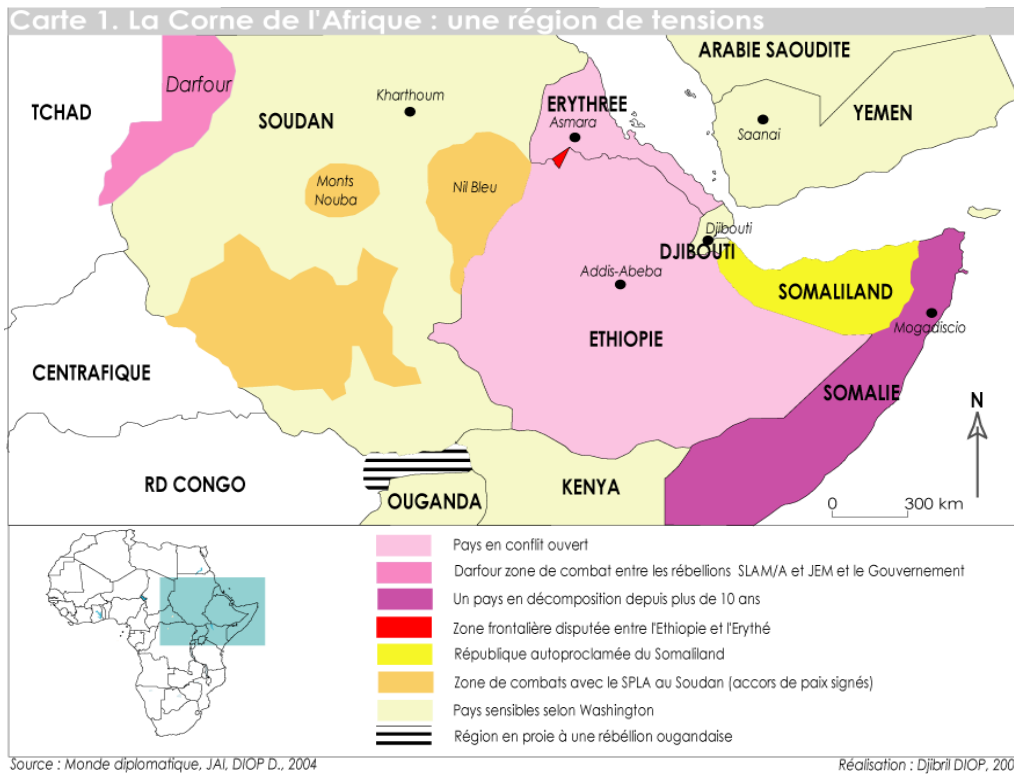 Carte 1. La Corne de l'Afrique : une région de tensions
ARABIE SAOUDITE
Darfour
Kharthoum
ERYTHREE
TCHAD
SOUDAN
Asmara
YEMEN
Saanai
Monts
Nouba
Nil Bleu
Djibouti
DJIBOUTI
Addis-Abeba
SOMALILAND
Mogadiscio
ETHIOPIE
CENTRAFIQUE
SOMALIE
N
RD CONGO
KENYA
OUGANDA
0 300 km
Pays en conflit ouvert
Darfour zone de combat entre les rébellions SLAM/A et JEM et le Gouvernement
Un pays en décomposition depuis plus de 10 ans
Zone frontalière disputée entre l'Ethiopie et l'Erythé
République autoproclamée du Somaliland
Zone de combats avec le SPLA au Soudan (accors de paix signés)
Pays sensibles selon Washington
Région en proie à une rébellion ougandaise
Source : Monde diplomatique, JAI, DIOP D., 2004
Réalisation : Djibril DIOP, 200